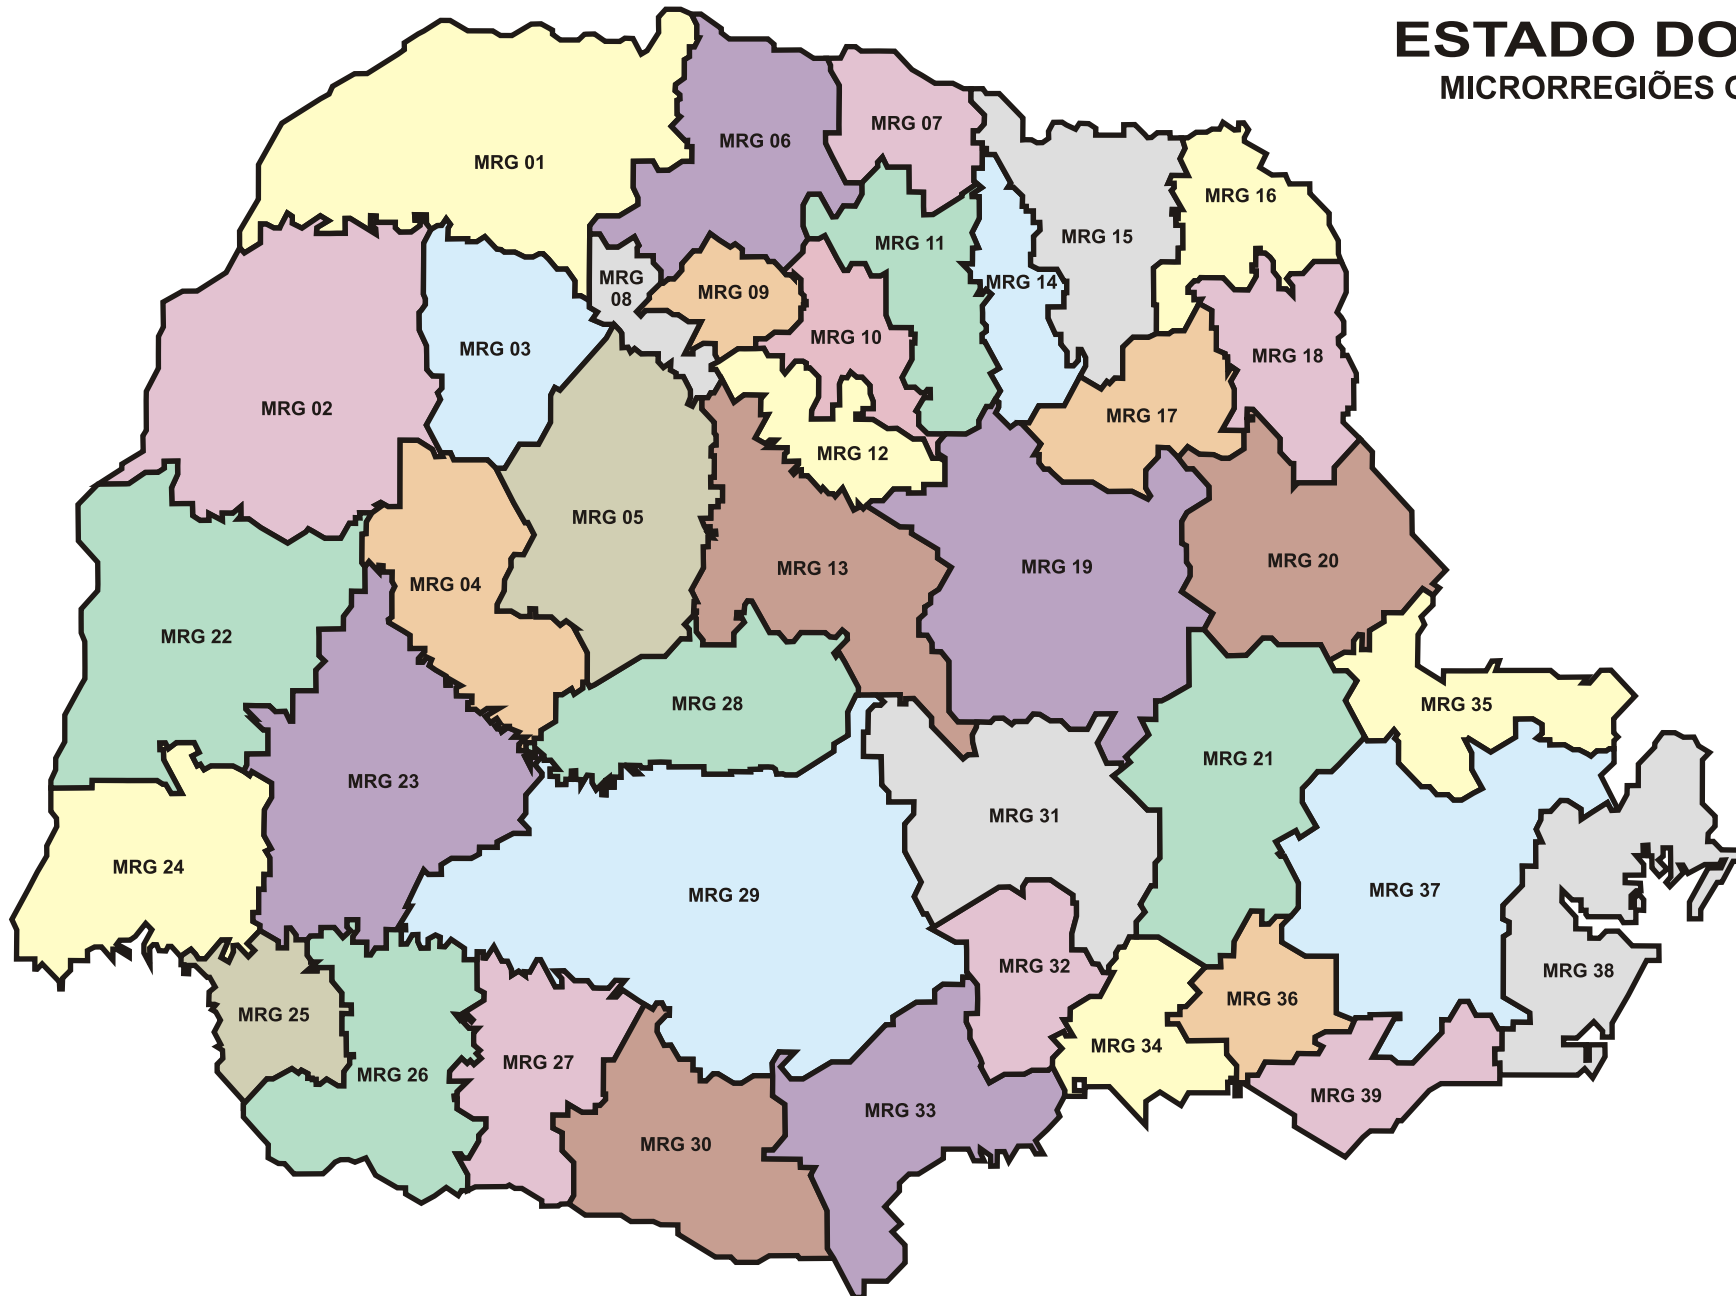 ESTADO DO
MICRORREGIÕES
MRG 01
MRG 06
MRG 07
MRG 16
MRG 15
MRG 11
MRG
08
MRG 14
MRG 09
MRG 10
MRG 03
MRG 18
MRG 02
MRG 17
MRG 12
MRG 05
MRG 13
MRG 19
MRG 20
MRG 04
MRG 22
MRG 28
MRG 35
MRG 21
MRG 23
MRG 31
MRG 24
MRG 29
MRG 37
MRG 32
MRG 38
MRG 36
MRG 25
MRG 34
MRG 27
MRG 26
MRG 39
MRG 33
MRG 30